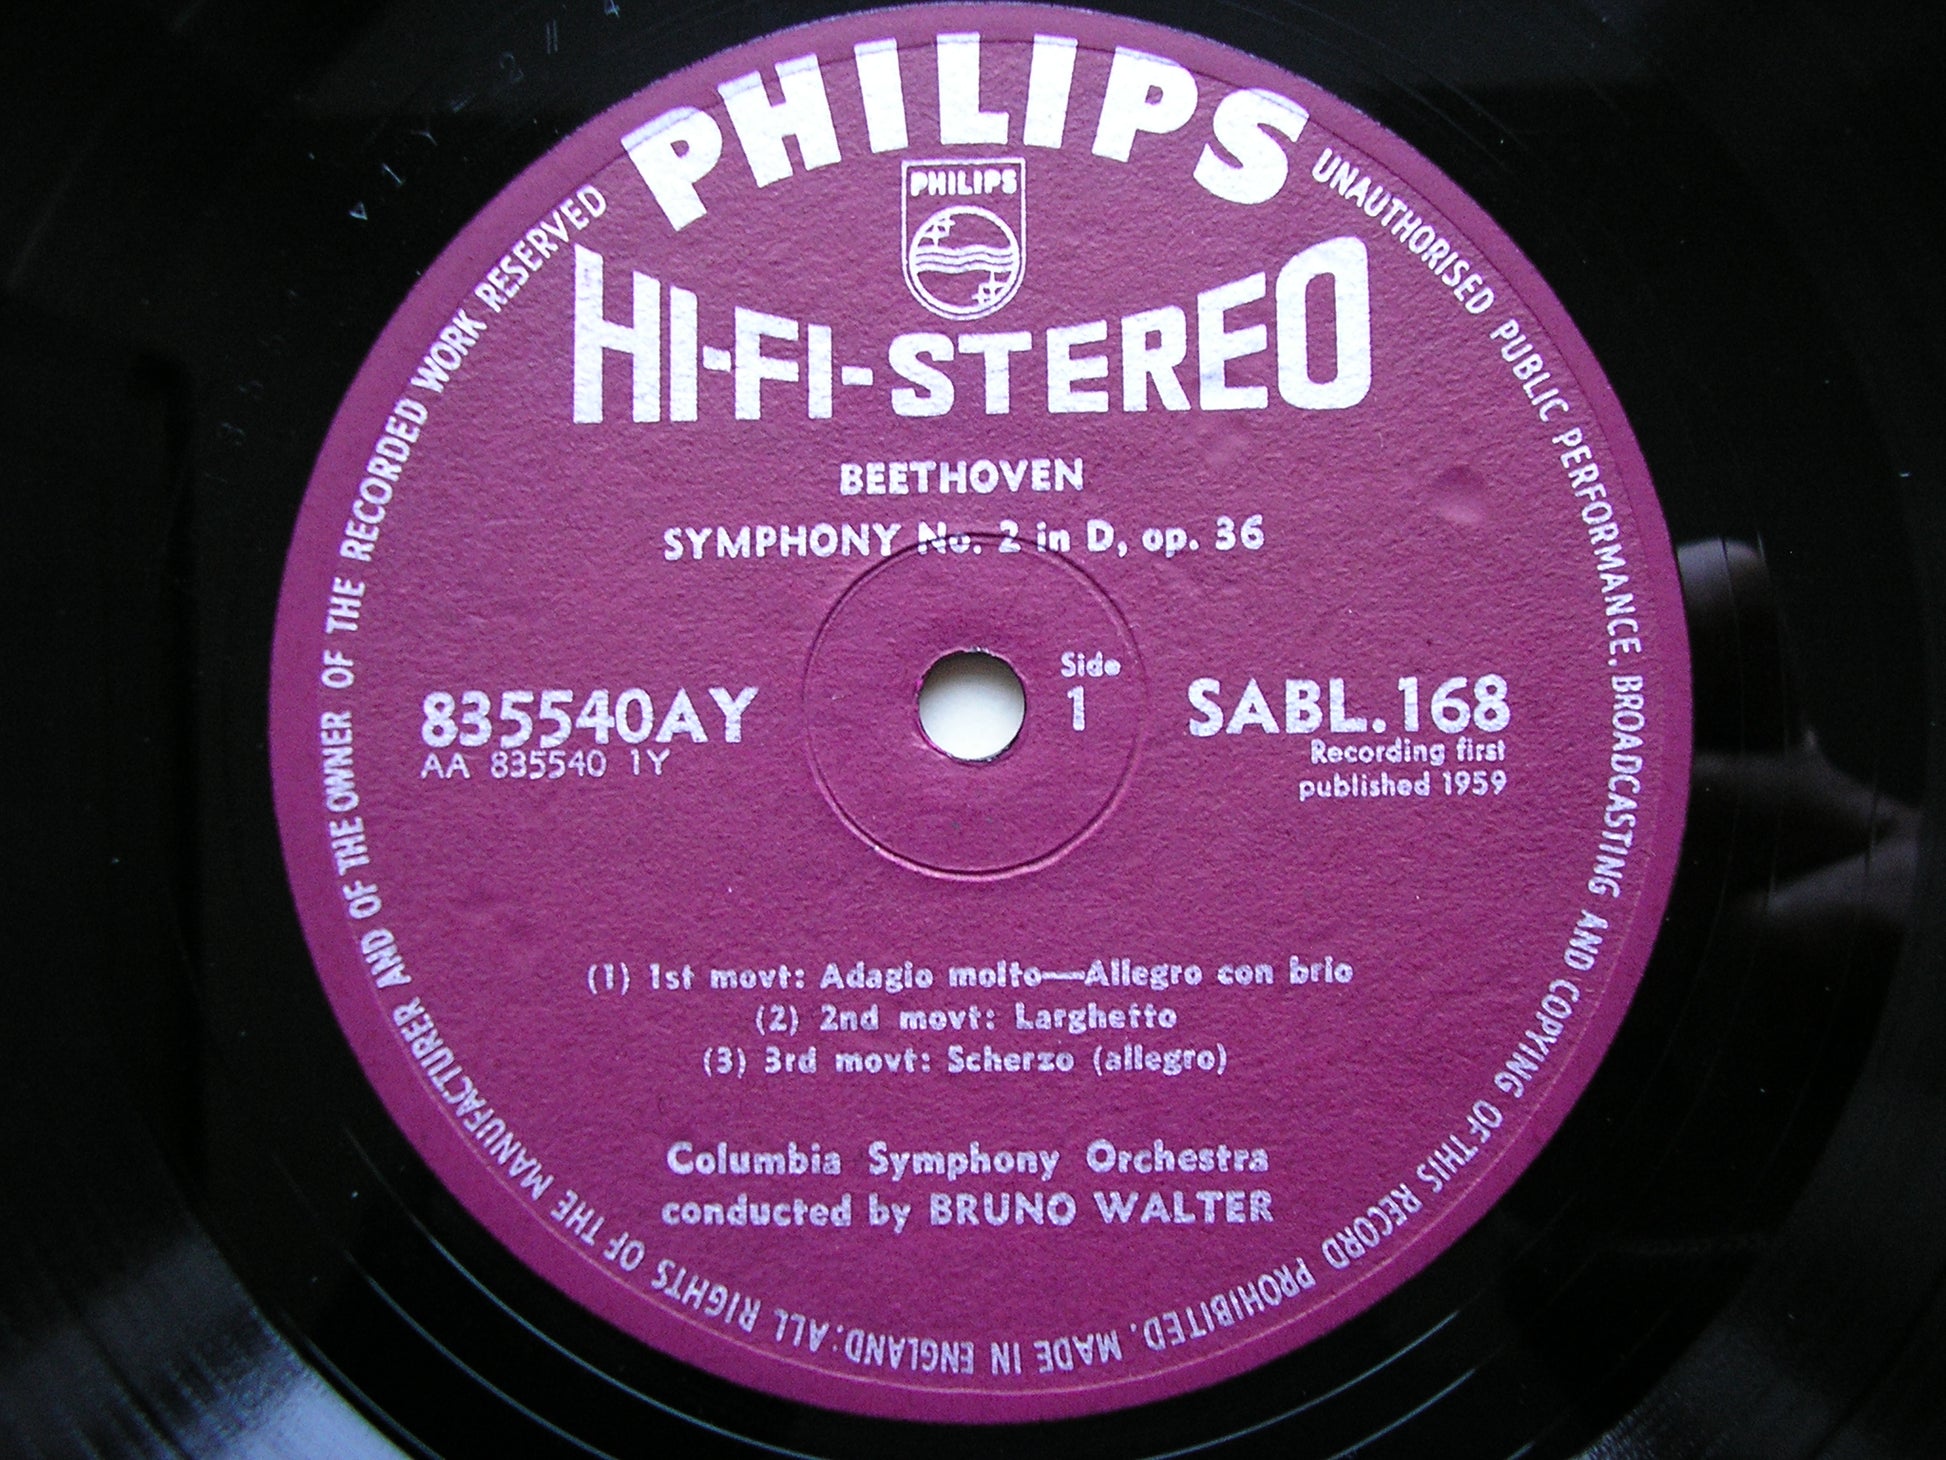 PHILIPS
PHILIPS
HI-FI-STEREO
BEETHOVEN
SYMPHONY No. 2 in D, op. 36
835540AY
AA 835540 1Y
Side
1
SABL.168
Recording first
published 1959
(1) 1st movt: Adagio molto—Allegro con brio
(2) 2nd movt: Larghetto
(3) 3rd movt: Scherzo (allegro)
Columbia Symphony Orchestra
conducted by BRUNO WALTER
UNAUTHORISED PUBLIC PERFORMANCE, BROADCASTING AND COPYING OF THIS RECORD PROHIBITED. MADE IN ENGLAND. ALL RIGHTS OF THE MANUFACTURER AND OF THE OWNER OF THE RECORDED WORK RESERVED